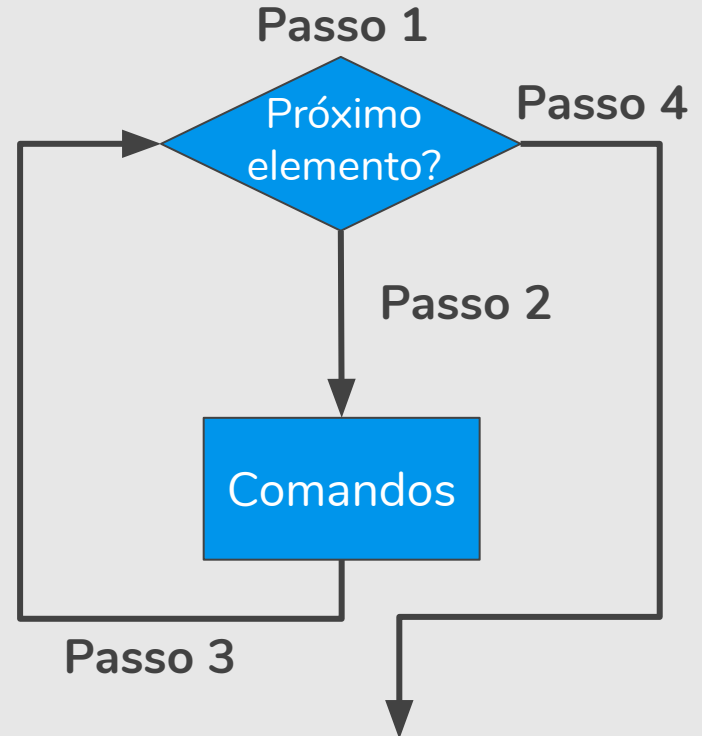 Passo 1
Próximo
elemento?
Passo 4
Passo 2
Comandos
Passo 3